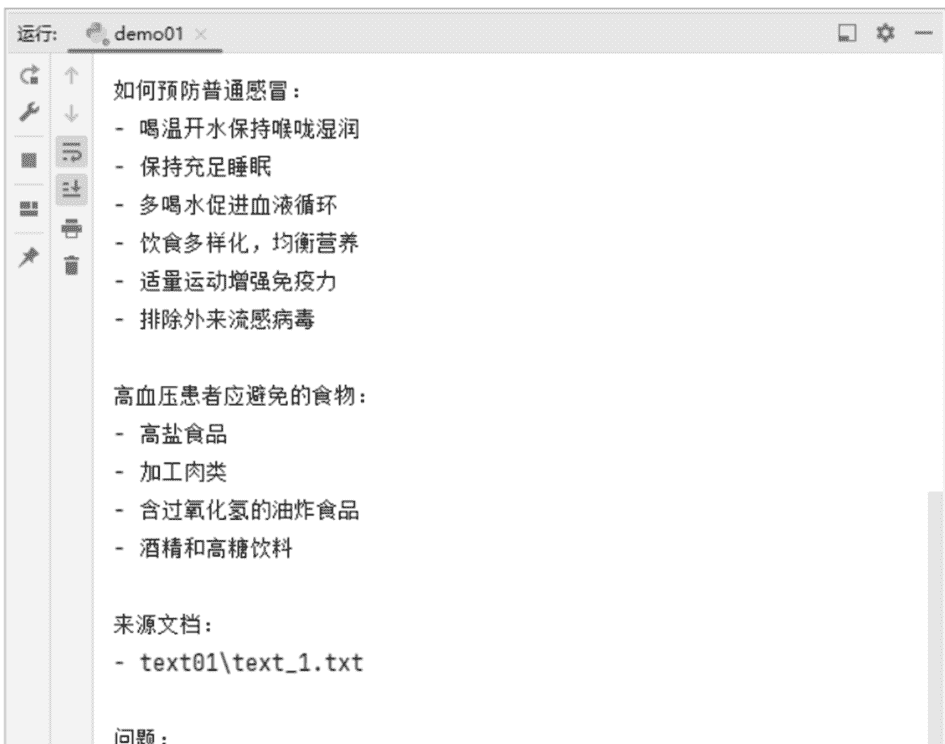 运行: demo01
如何预防普通感冒：
- 喝温开水保持喉咙湿润
- 保持充足睡眠
- 多喝水促进血液循环
- 饮食多样化，均衡营养
- 适量运动增强免疫力
- 排除外来流感病毒
高血压患者应避免的食物：
- 高盐食品
- 加工肉类
- 含过氧化氢的油炸食品
- 酒精和高糖饮料
来源文档：
- text01\text_1.txt
问题：